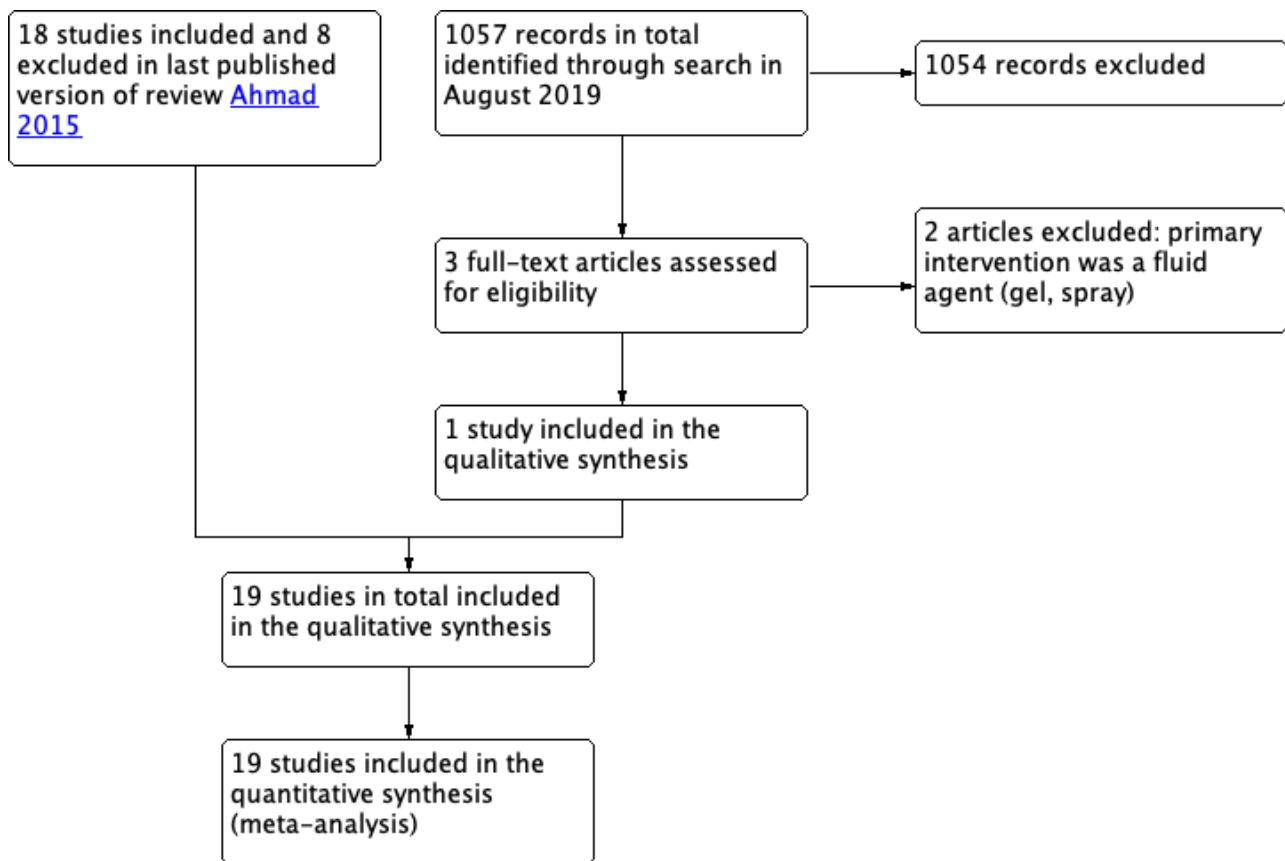 18 studies included and 8
excluded in last published
version of review Ahmad
2015
1057 records in total
identified through search in
August 2019
1054 records excluded
3 full-text articles assessed
for eligibility
2 articles excluded: primary
intervention was a fluid
agent (gel, spray)
1 study included in the
qualitative synthesis
19 studies in total included
in the qualitative synthesis
19 studies included in the
quantitative synthesis
(meta-analysis)